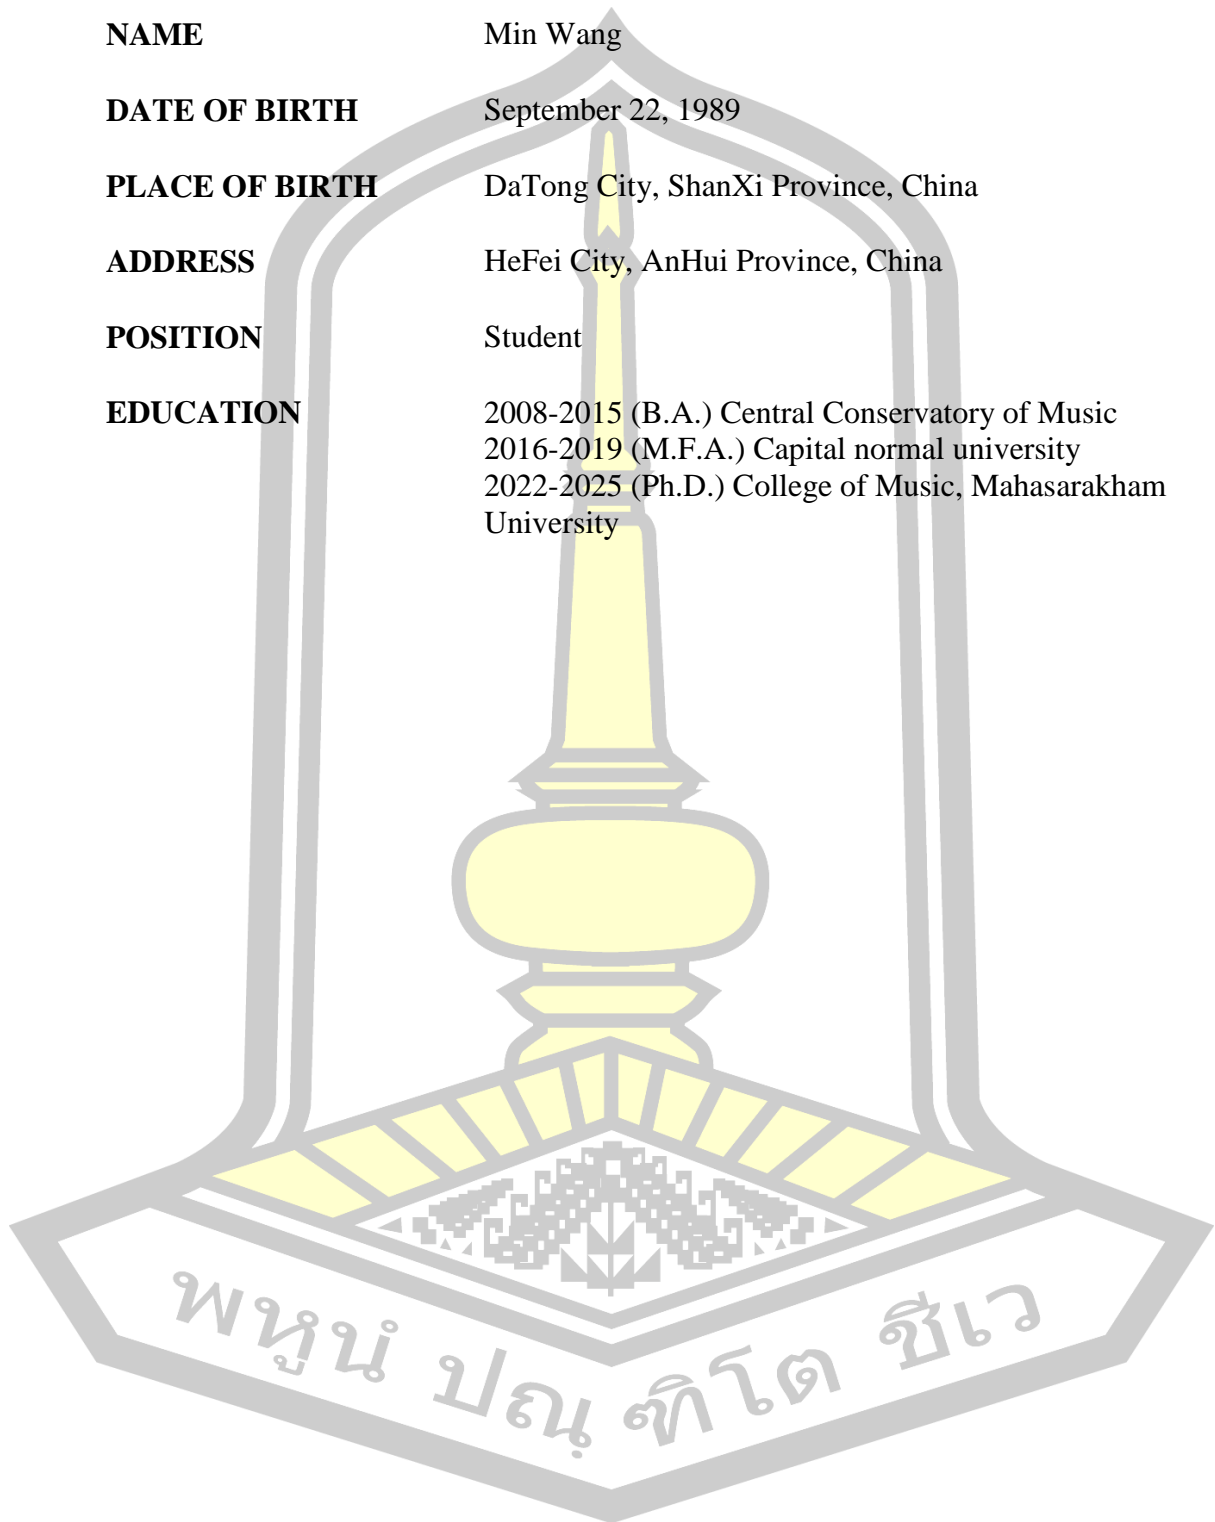 NAME Min Wang
DATE OF BIRTH September 22, 1989
PLACE OF BIRTH DaTong City, ShanXi Province, China
ADDRESS HeFei City, AnHui Province, China
POSITION Student
EDUCATION 2008-2015 (B.A.) Central Conservatory of Music
2016-2019 (M.F.A.) Capital normal university
2022-2025 (Ph.D.) College of Music, Mahasarakham
University
พหูนํ ปณฺ ฑิโต ชีเว